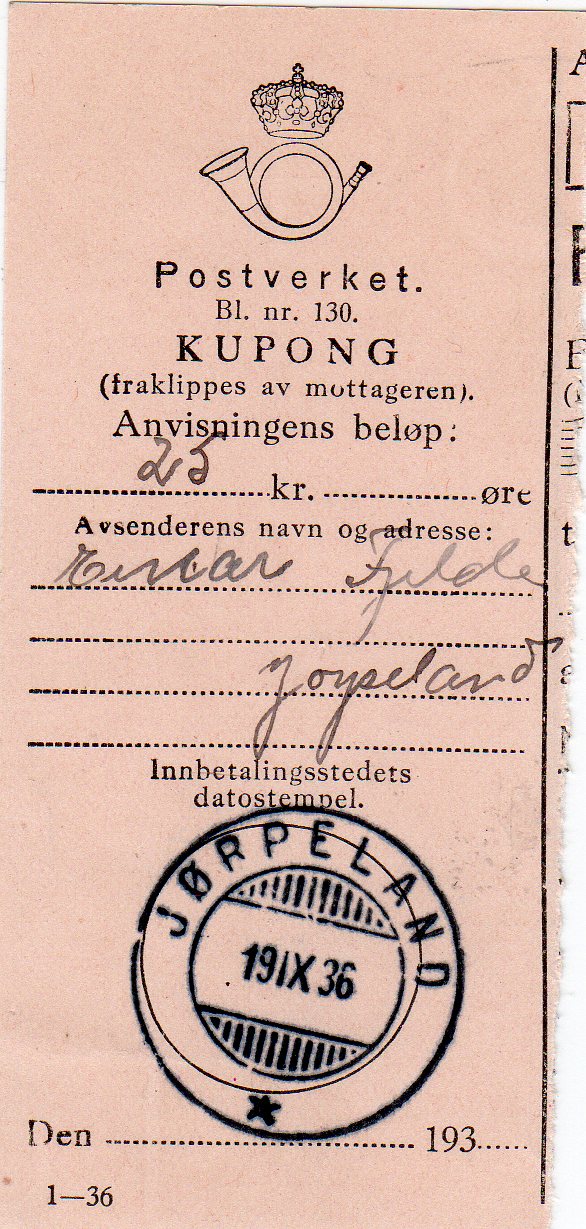 Postverket.
Bl. nr. 130.
KUPONG
(fraklippes av mottageren).
Anvisningens beløp:
25 kr. øre
Avsenderens navn og adresse:
Einar Fjelde
Jørpeland
Innbetalingsstedets
datostempel.
JØRPELAND
19 IX 36
Den 193
1—36